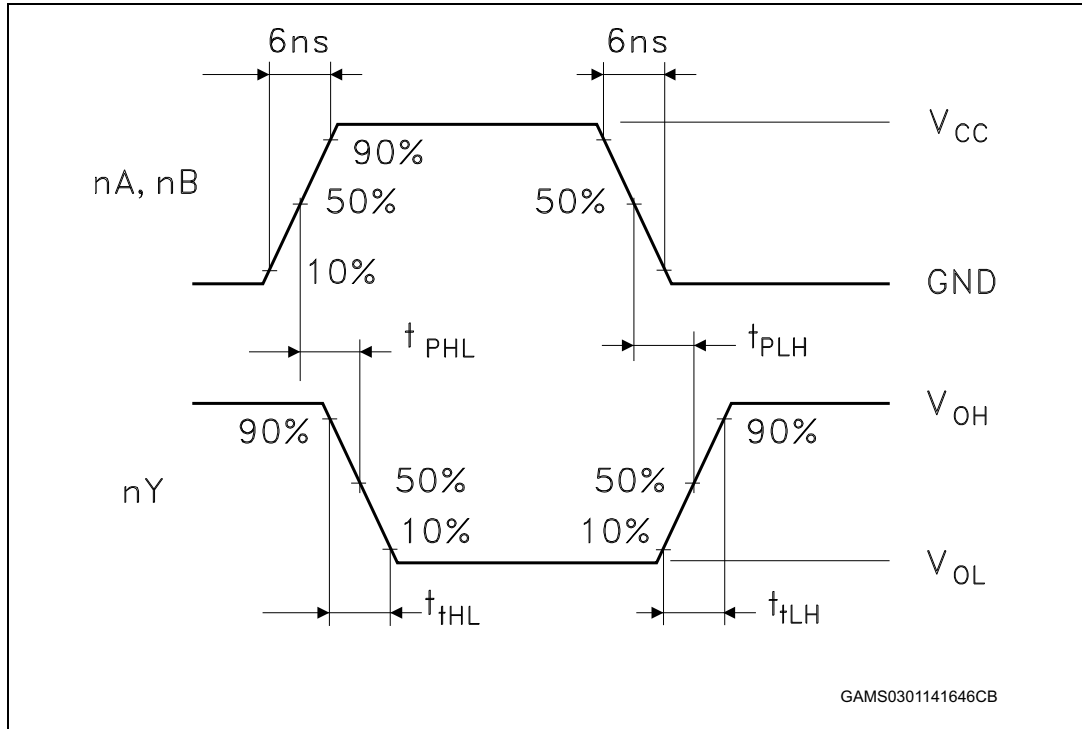 6ns 6ns
VCC
90%
nA, nB 50% 50%
10%
GND
tPHL tPLH
VOH
90% 90%
nY 50% 50%
10% 10%
VOL
ttHL ttLH
GAMS0301141646CB